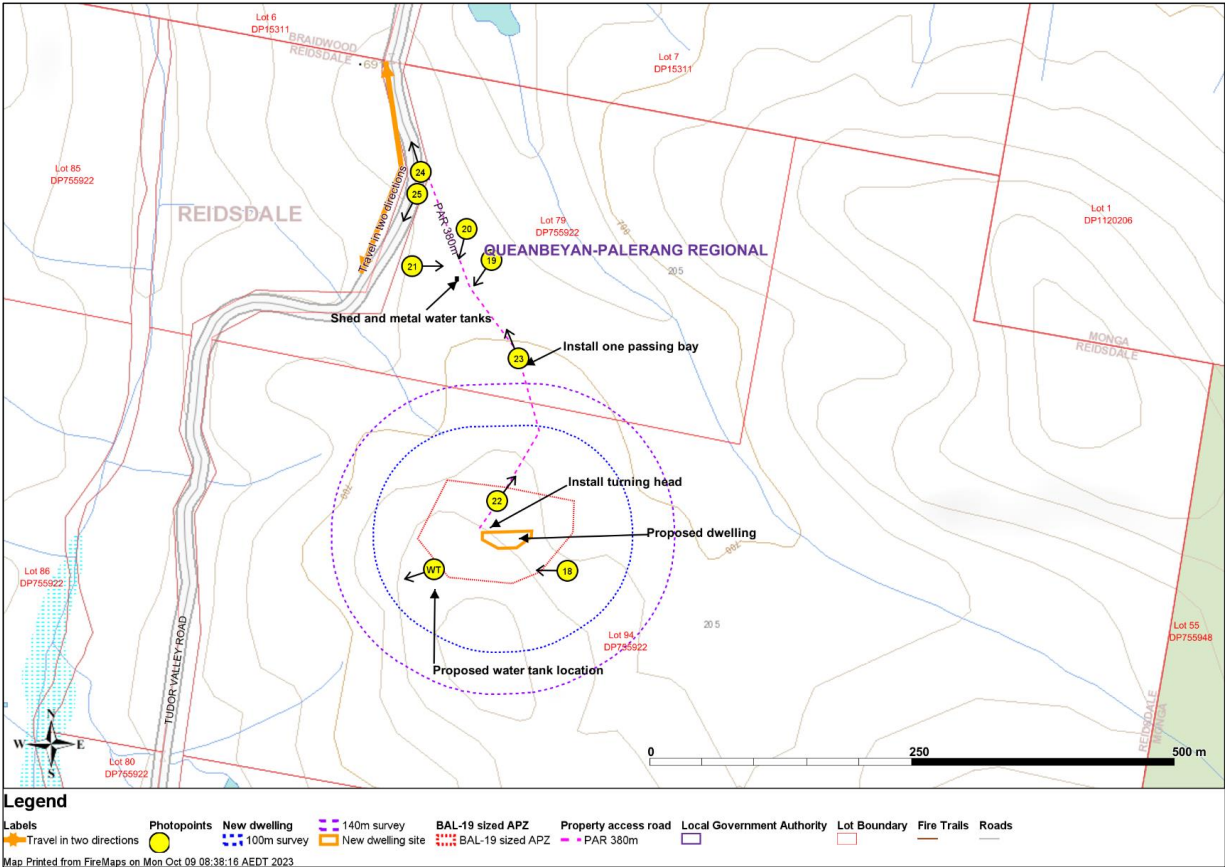 Lot 6
DP15311
BRAIDWOOD
REIDSDALE
69
Lot 7
DP15311
Lot 85
DP755922
24
25
REIDSDALE
Travel in two directions
PAR 380m
20
Lot 79
DP755922
QUEANBEYAN-PALERANG REGIONAL
Lot 1
DP1120206
19
21
205
Shed and metal water tanks
23
Install one passing bay
MONGA
REIDSDALE
22
Install turning head
Proposed dwelling
WT
18
Lot 86
DP755922
Lot 94
DP755922
205
Lot 55
DP755948
TUDOR VALLEY ROAD
Proposed water tank location
REIDSDALE
MONGA
N
W
E
S
Lot 80
DP755922
0
250
500 m
700
700
700
Legend
Labels
Travel in two directions
Photopoints
New dwelling
100m survey
140m survey
New dwelling site
BAL-19 sized APZ
BAL-19 sized APZ
Property access road
PAR 380m
Local Government Authority
Lot Boundary
Fire Trails
Roads
Map Printed from FireMaps on Mon Oct 09 08:38:16 AEDT 2023